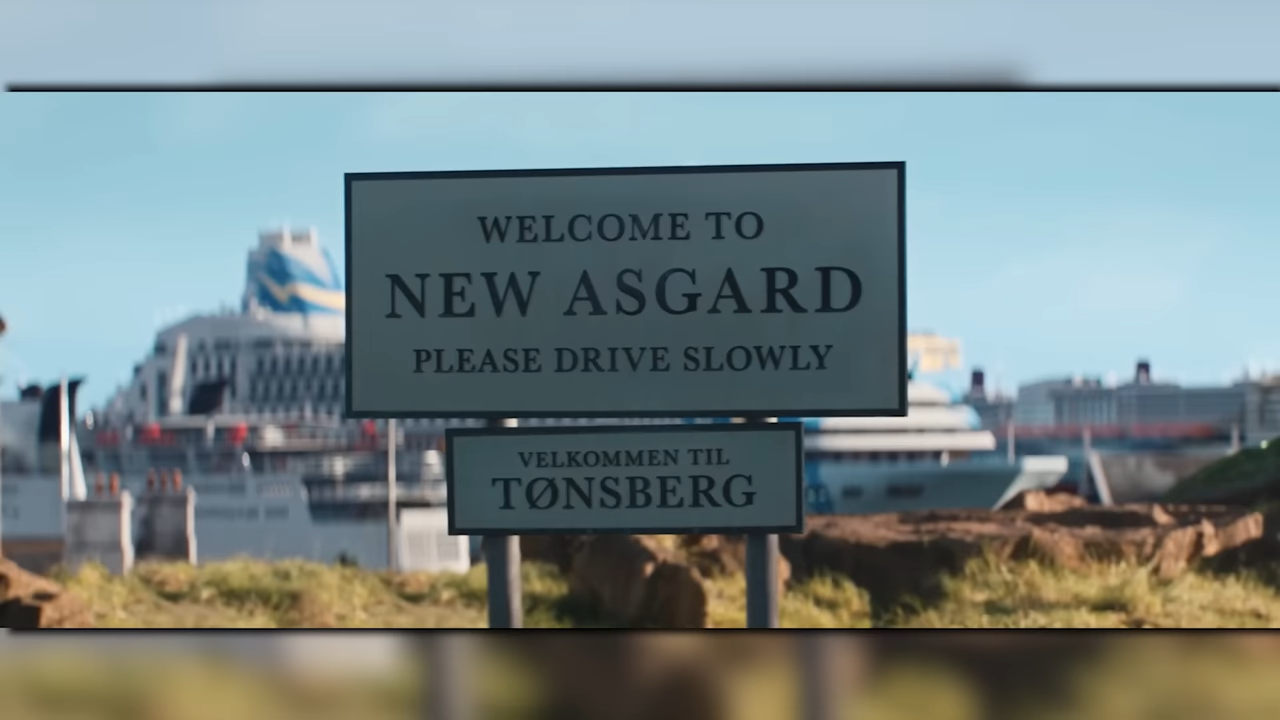 WELCOME TO
NEW ASGARD
PLEASE DRIVE SLOWLY
VELKOMMEN TIL
TØNSBERG